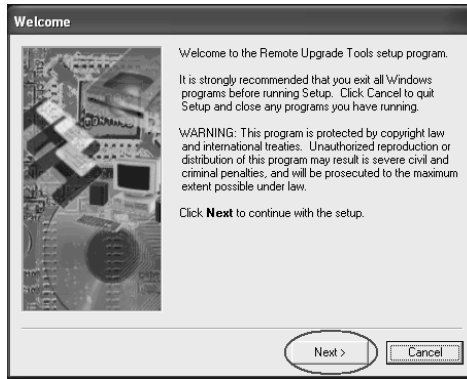 Welcome
Welcome to the Remote Upgrade Tools setup program.
It is strongly recommended that you exit all Windows
programs before running Setup. Click Cancel to quit
Setup and close any programs you have running.
WARNING: This program is protected by copyright law
and international treaties. Unauthorized reproduction or
distribution of this program may result is severe civil and
criminal penalties, and will be prosecuted to the maximum
extent possible under law.
Click Next to continue with the setup.
Next >
Cancel